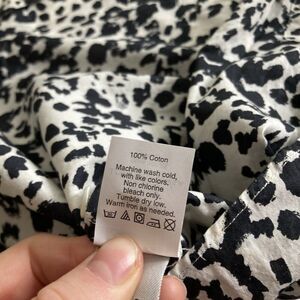 100% Cotton
Machine wash cold,
with like colors.
Non chlorine
bleach only.
Tumble dry low.
Warm iron as needed.